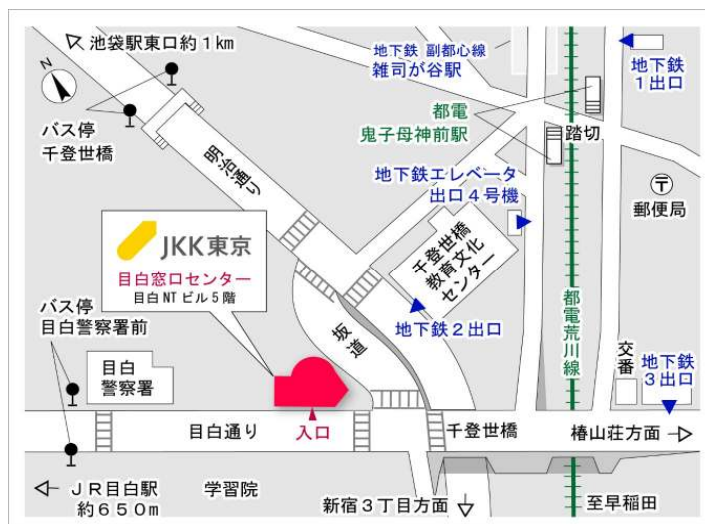 池袋駅東口約1km
N
バス停
千登世橋
明治通り
地下鉄 副都心線
雑司が谷駅
地下鉄
1出口
都電
鬼子母神前駅
踏切
地下鉄エレベータ
出口4号機
〒
郵便局
JKK東京
目白窓口センター
目白NTビル5階
千登世橋
教育文化
センター
バス停
目白警察署前
坂道
地下鉄2出口
都電荒川線
目白
警察署
交番
地下鉄
3出口
目白通り
入口
千登世橋
椿山荘方面
JR目白駅
約650m
学習院
新宿3丁目方面
至早稲田